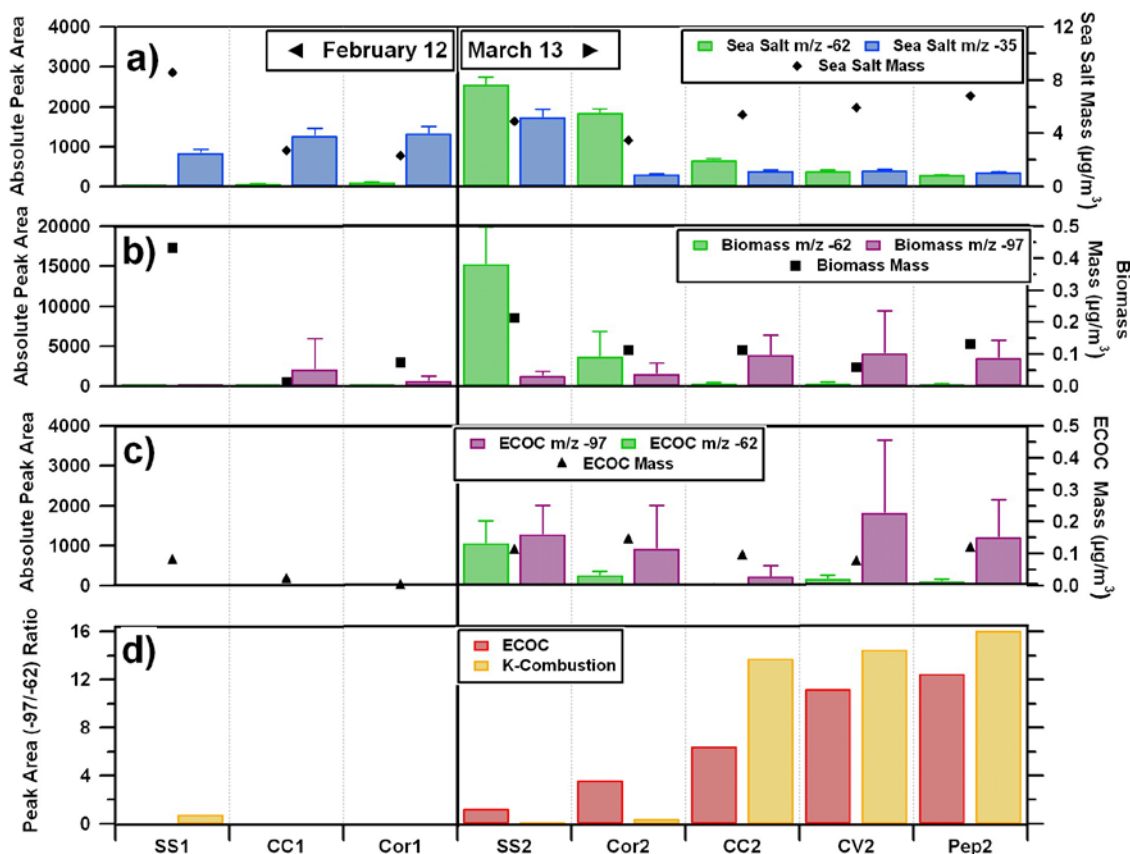 a)
◄ February 12
March 13 ►
Sea Salt m/z -62 Sea Salt m/z -35
Sea Salt Mass
Absolute Peak Area
4000
3000
2000
1000
0
12
8
4
0
Sea Salt Mass (µg/m³)
b)
Biomass m/z -62 Biomass m/z -97
Biomass Mass
Absolute Peak Area
20000
15000
10000
5000
0
0.5
0.4
0.3
0.2
0.1
0.0
Biomass
Mass (µg/m³)
c)
ECOC m/z -97 ECOC m/z -62
ECOC Mass
Absolute Peak Area
4000
3000
2000
1000
0
0.5
0.4
0.3
0.2
0.1
0.0
ECOC Mass (µg/m³)
d)
ECOC
K-Combustion
Peak Area (-97/-62) Ratio
16
12
8
4
0
SS1 CC1 Cor1 SS2 Cor2 CC2 CV2 Pep2